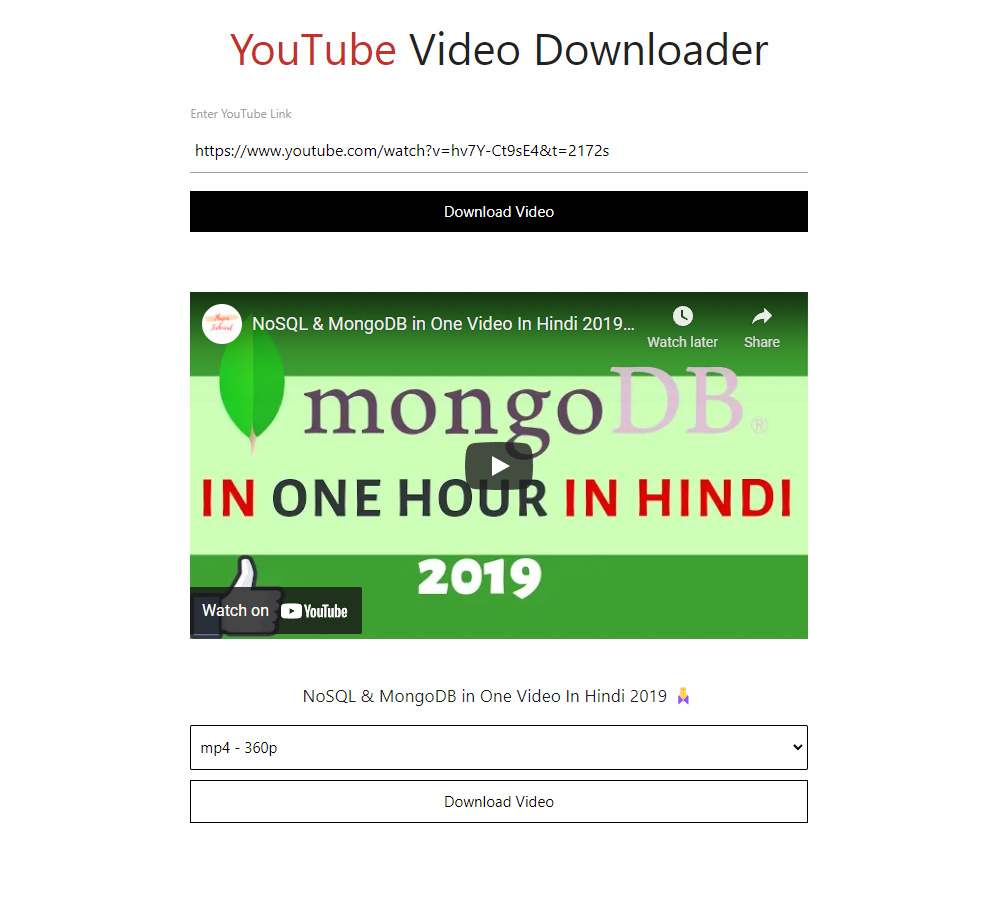 YouTube Video Downloader
Enter YouTube Link
https://www.youtube.com/watch?v=hv7Y-Ct9sE4&t=2172s
Download Video
NoSQL & MongoDB in One Video In Hindi 2019...
Watch later
Share
mongoDB®
IN ONE HOUR IN HINDI
2019
Watch on YouTube
NoSQL & MongoDB in One Video In Hindi 2019
mp4 - 360p
Download Video